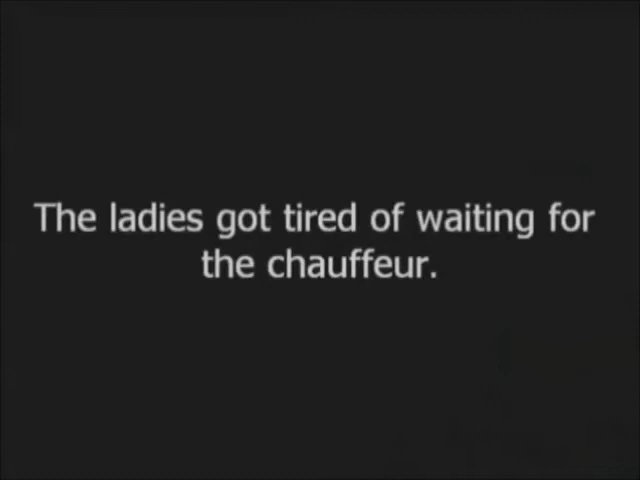 The ladies got tired of waiting for
the chauffeur.